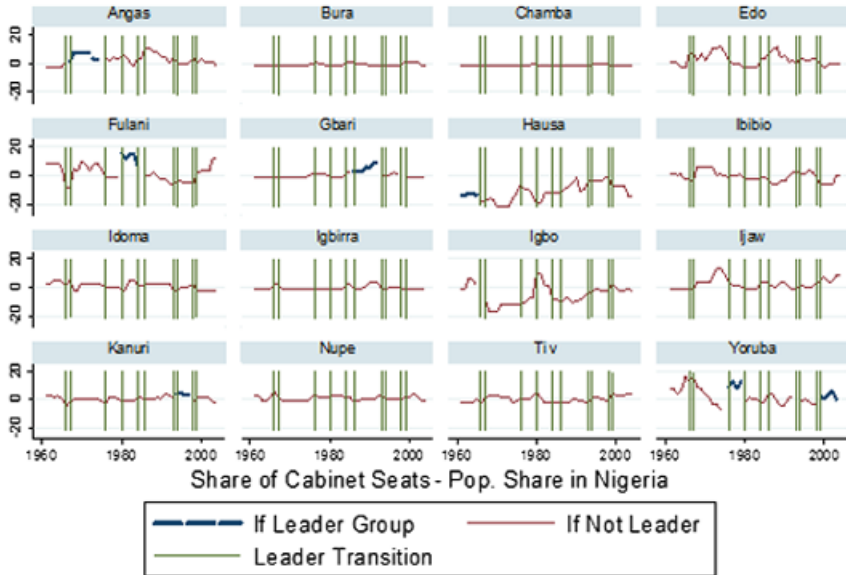 Angas Bura Chamba Edo
20
0
-20
Fulani Gbari Hausa Ibibio
20
0
-20
Idoma Igbirra Igbo Ijaw
20
0
-20
Kanuri Nupe Tiv Yoruba
20
0
-20
1960 1980 2000 1960 1980 2000 1960 1980 2000 1960 1980 2000
Share of Cabinet Seats - Pop. Share in Nigeria
If Leader Group If Not Leader
Leader Transition